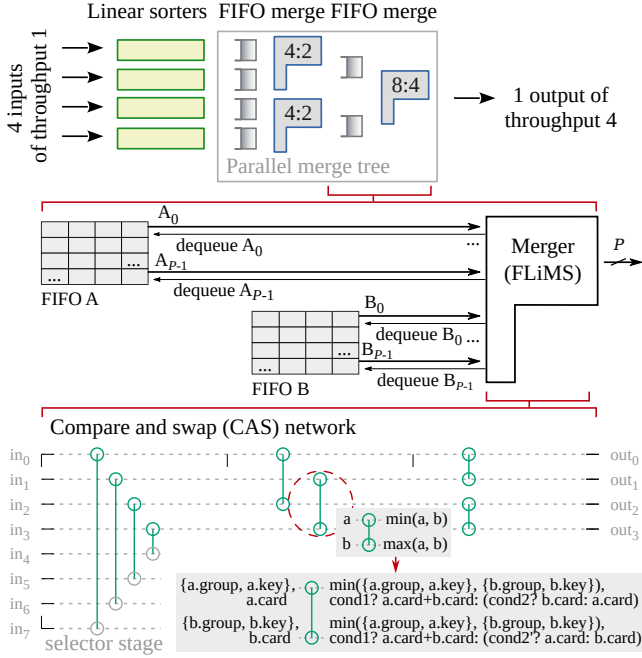 Linear sorters
FIFO merge
FIFO merge
4 inputs
of throughput 1
4:2
4:2
8:4
1 output of
throughput 4
Parallel merge tree
A0
dequeue A0
...
...
AP-1
...
dequeue AP-1
FIFO A
...
Merger
(FLiMS)
P
B0
dequeue B0
...
...
BP-1
...
dequeue BP-1
FIFO B
Compare and swap (CAS) network
in0
out0
in1
out1
in2
out2
in3
out3
in4
in5
in6
in7
selector stage
a
min(a, b)
b
max(a, b)
{a.group, a.key},
a.card
min({a.group, a.key}, {b.group, b.key}),
cond1? a.card+b.card: (cond2? b.card: a.card)
{b.group, b.key},
b.card
min({a.group, a.key}, {b.group, b.key}),
cond1? a.card+b.card: (cond2'? a.card: b.card)